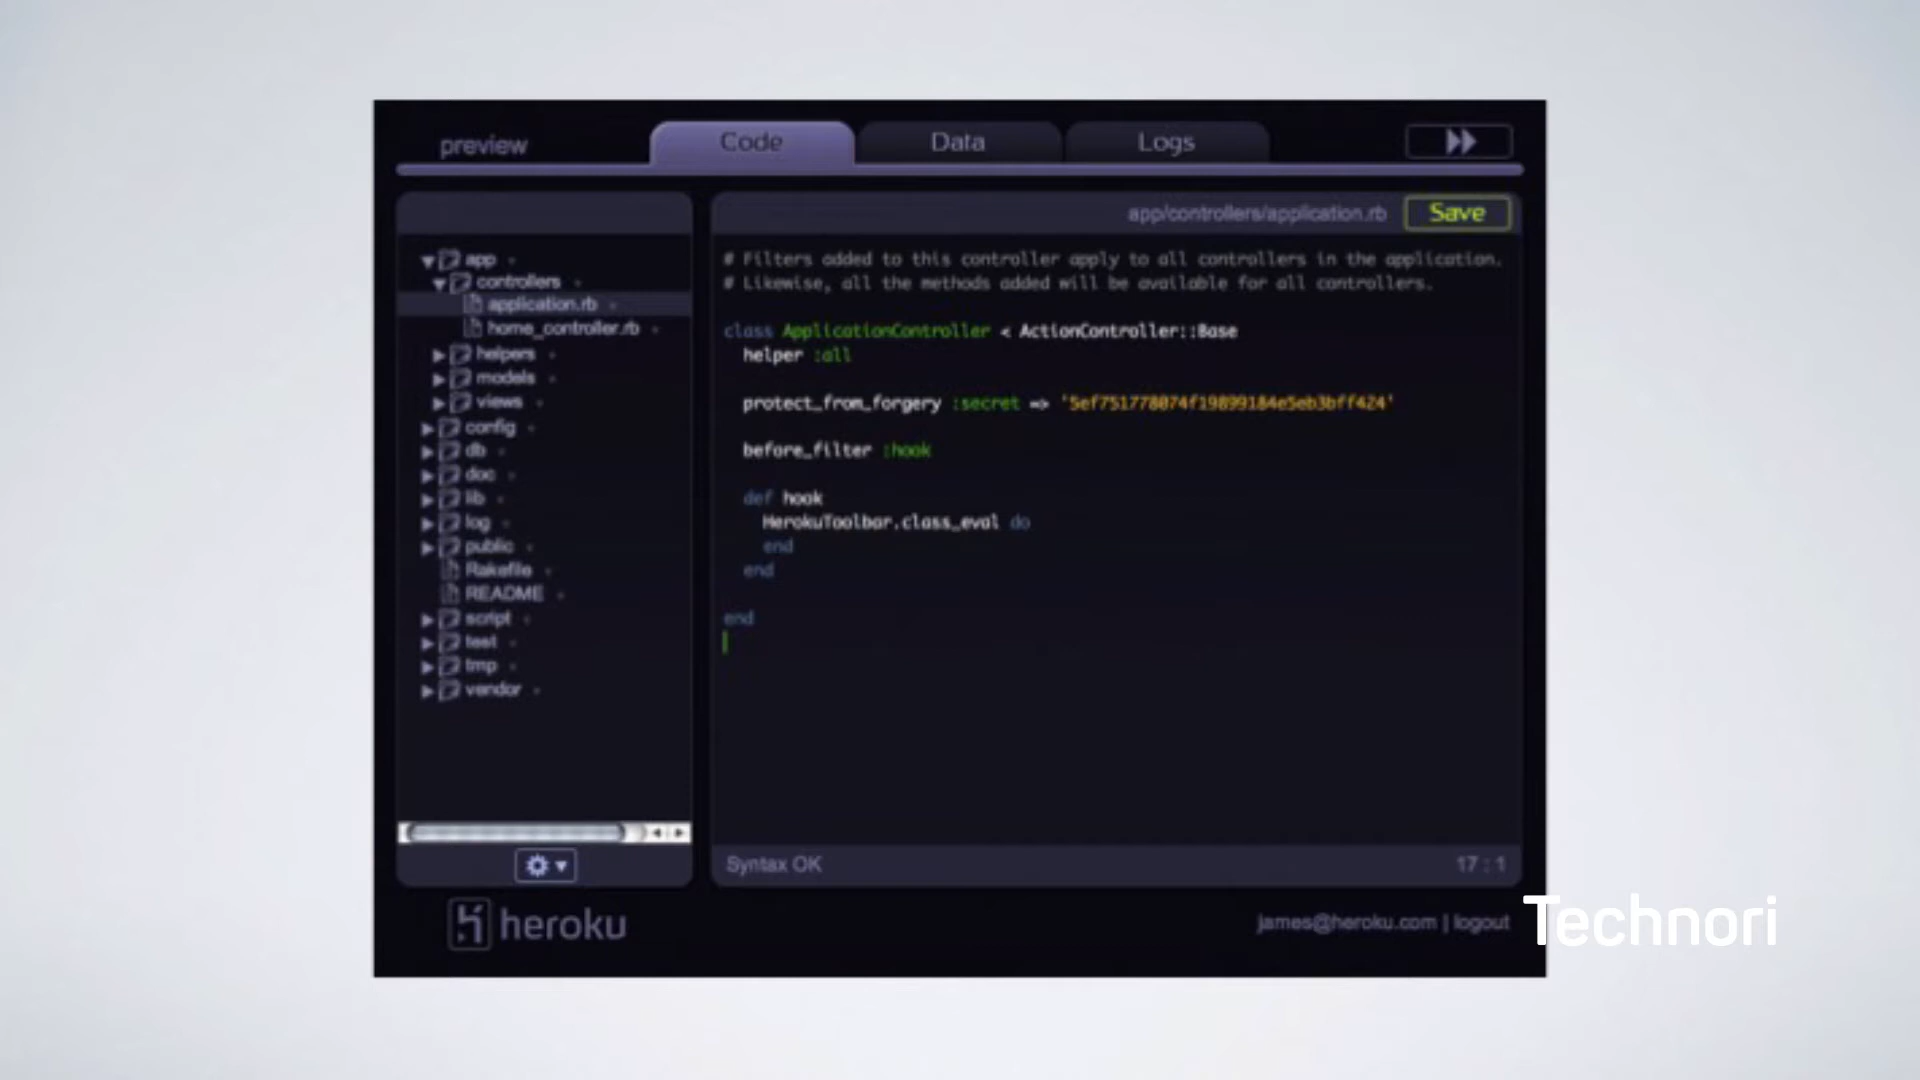 preview
Code
Data
Logs
app/controllers/application.rb
Save
app
controllers
application.rb
home_controller.rb
helpers
models
views
config
db
doc
lib
log
public
Rakefile
README
script
test
tmp
vendor
# Filters added to this controller apply to all controllers in the application.
# Likewise, all the methods added will be available for all controllers.
class ApplicationController < ActionController::Base
helper :all
protect_from_forgery :secret => '5ef751778074f19899184e5eb3bff424'
before_filter :hook
def hook
HerokuToolbar.class_eval do
end
end
end
Syntax OK
17 : 1
heroku
james@heroku.com | logout
Technori